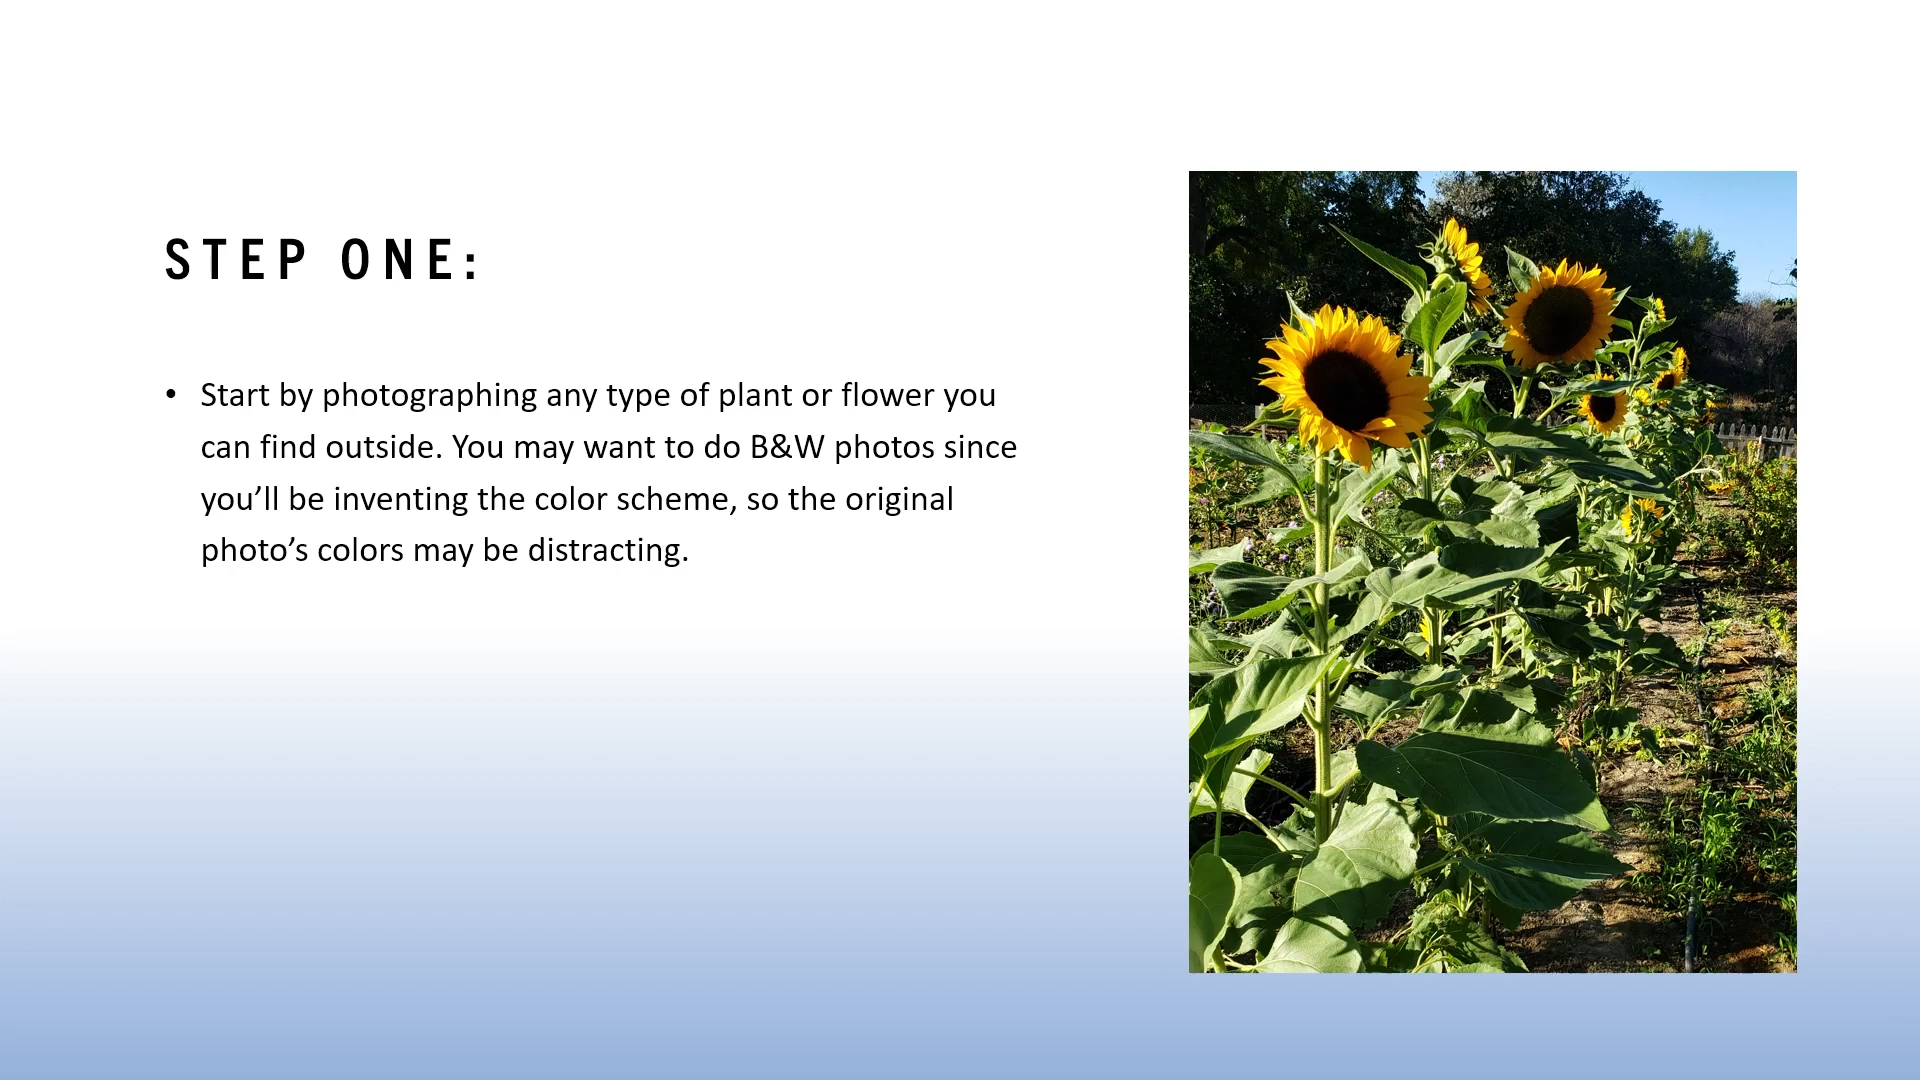 STEP ONE:
• Start by photographing any type of plant or flower you
can find outside. You may want to do B&W photos since
you’ll be inventing the color scheme, so the original
photo’s colors may be distracting.